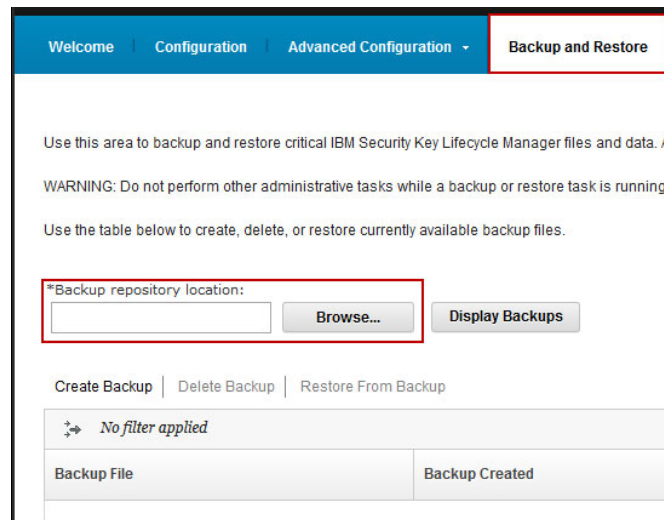 Welcome Configuration Advanced Configuration Backup and Restore
Use this area to backup and restore critical IBM Security Key Lifecycle Manager files and data.
WARNING: Do not perform other administrative tasks while a backup or restore task is running
Use the table below to create, delete, or restore currently available backup files.
*Backup repository location:
Browse... Display Backups
Create Backup Delete Backup Restore From Backup
No filter applied
Backup File Backup Created